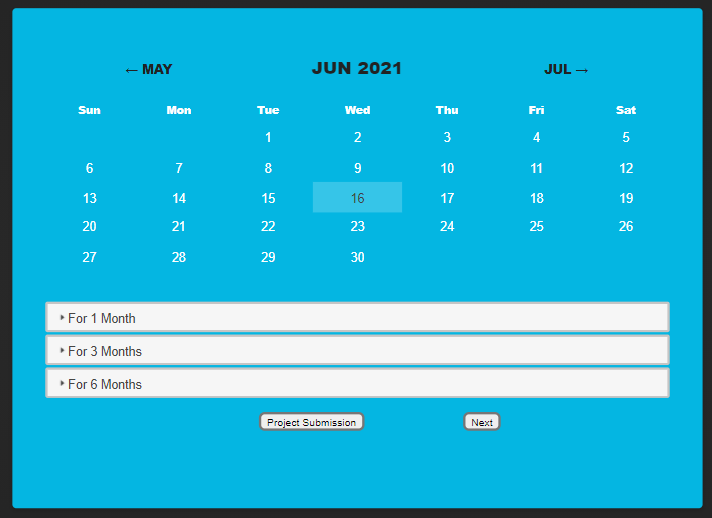 ← MAY JUN 2021 JUL →
Sun Mon Tue Wed Thu Fri Sat
1 2 3 4 5
6 7 8 9 10 11 12
13 14 15 16 17 18 19
20 21 22 23 24 25 26
27 28 29 30
For 1 Month
For 3 Months
For 6 Months
Project Submission Next